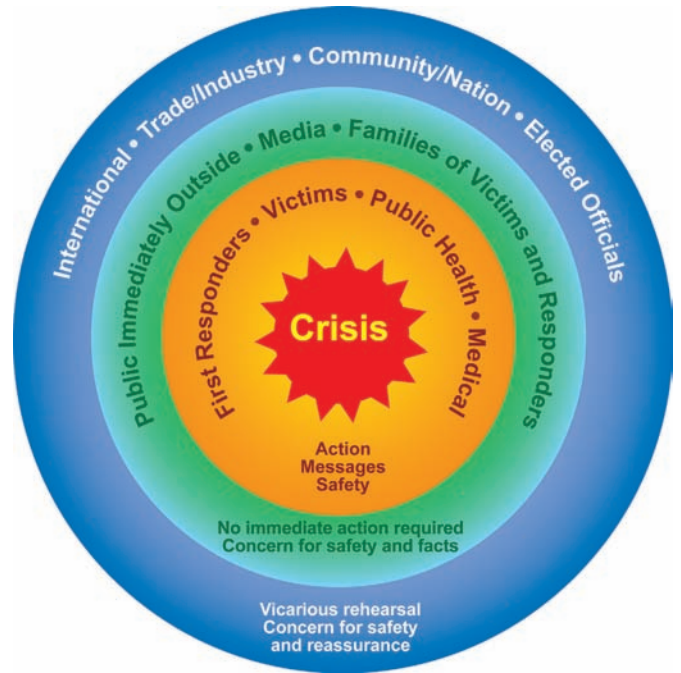 International • Trade/Industry • Community/Nation • Elected Officials
Public Immediately Outside • Media • Families of Victims and Responders
First Responders • Victims • Public Health • Medical
Crisis
Action
Messages
Safety
No immediate action required
Concern for safety and facts
Vicarious rehearsal
Concern for safety
and reassurance